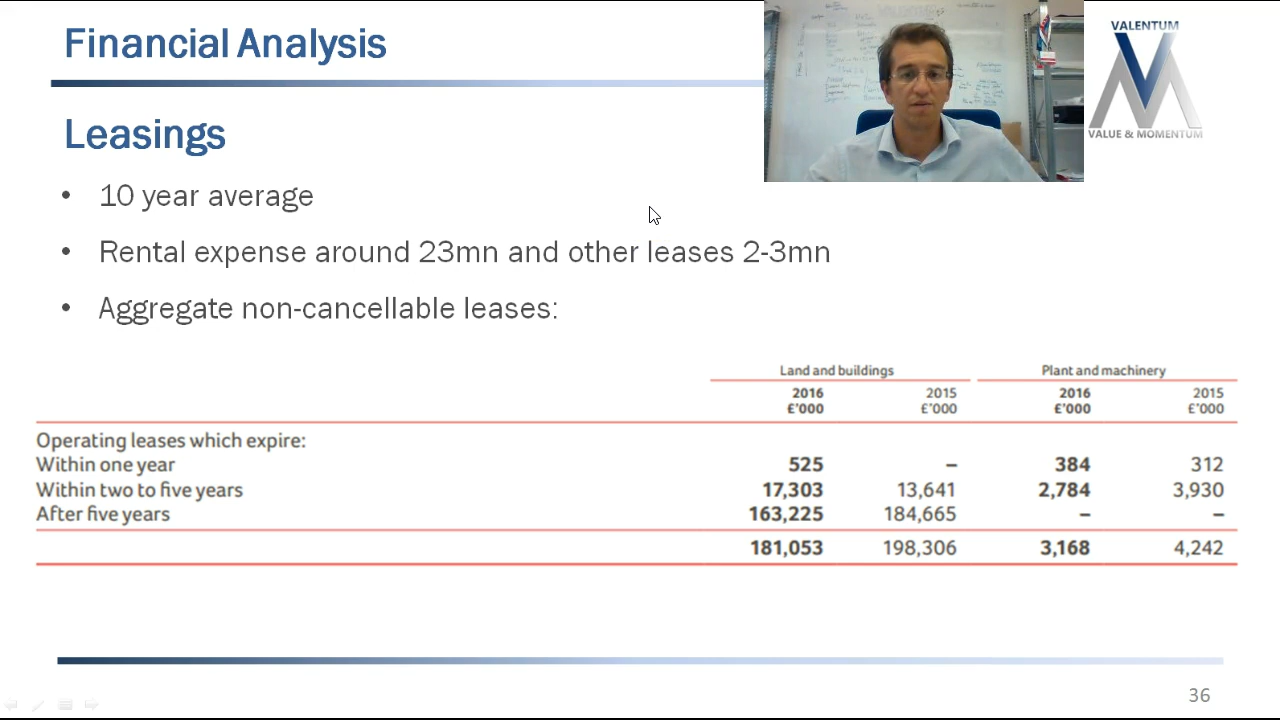 Financial Analysis
VALENTUM
VALUE & MOMENTUM
Leasings
• 10 year average
• Rental expense around 23mn and other leases 2-3mn
• Aggregate non-cancellable leases:
Land and buildings Plant and machinery
2016 2015 2016 2015
£'000 £'000 £'000 £'000
Operating leases which expire:
Within one year 525 – 384 312
Within two to five years 17,303 13,641 2,784 3,930
After five years 163,225 184,665 – –
181,053 198,306 3,168 4,242
36